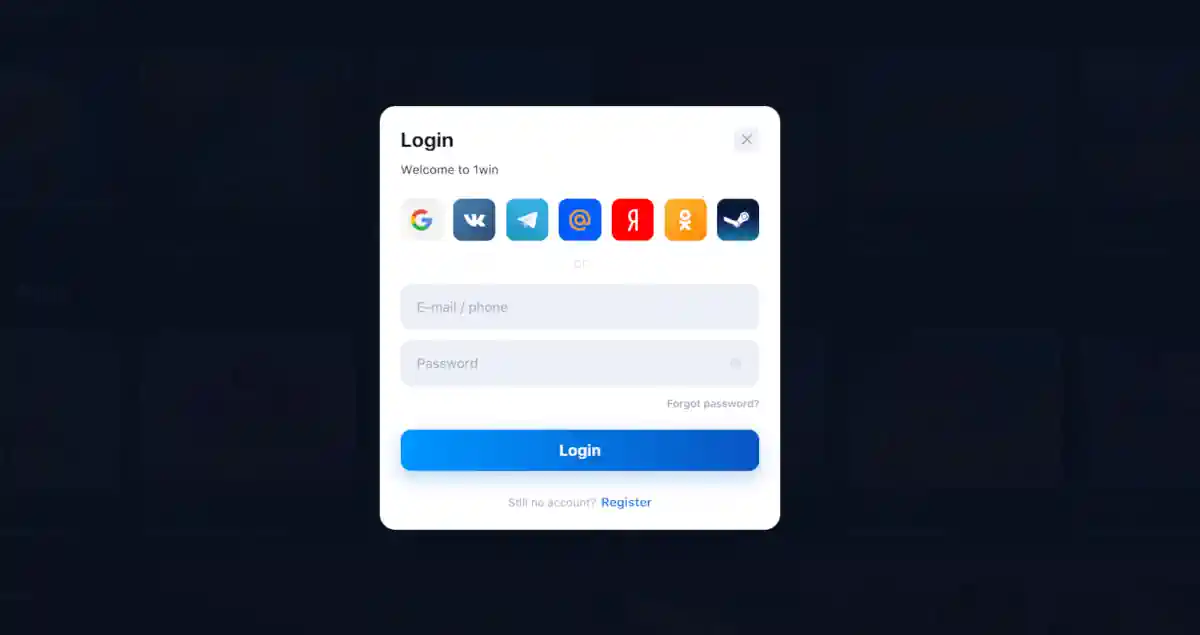 Login
Welcome to 1win
or
E-mail / phone
Password
Forgot password?
Login
Still no account? Register